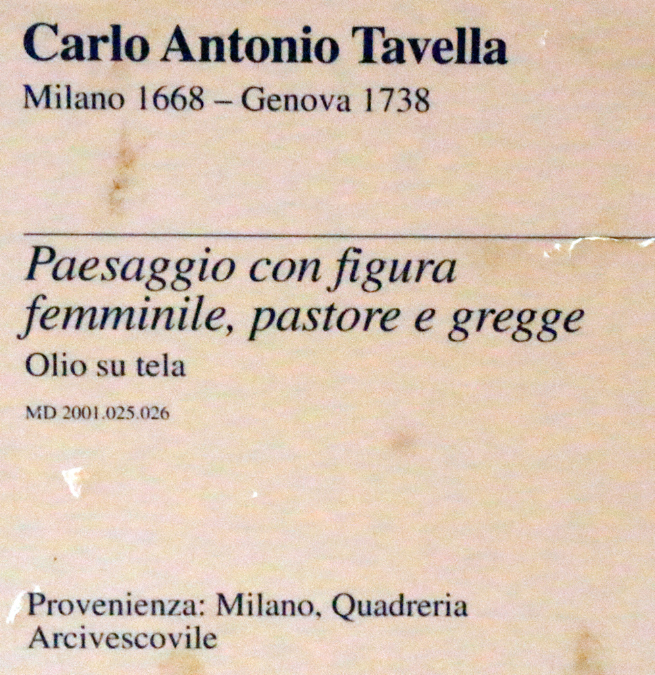 Carlo Antonio Tavella
Milano 1668 – Genova 1738
Paesaggio con figura
femminile, pastore e gregge
Olio su tela
MD 2001.025.026
Provenienza: Milano, Quadreria
Arcivescovile